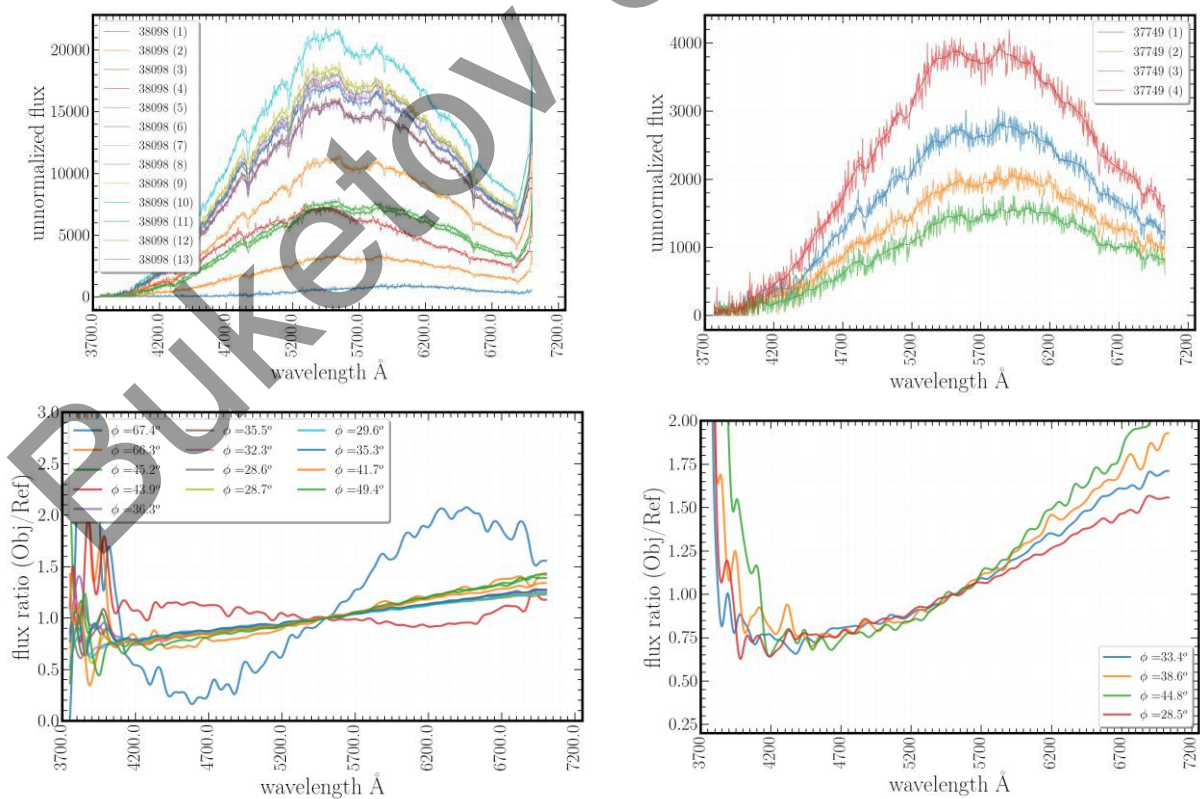 38098 (1)
38098 (2)
38098 (3)
38098 (4)
38098 (5)
38098 (6)
38098 (7)
38098 (8)
38098 (9)
38098 (10)
38098 (11)
38098 (12)
38098 (13)
20000
15000
10000
5000
0
unnormalized flux
3700.0 4200.0 4700.0 5200.0 5700.0 6200.0 6700.0 7200.0
wavelength Å
37749 (1)
37749 (2)
37749 (3)
37749 (4)
4000
3000
2000
1000
0
unnormalized flux
3700 4200 4700 5200 5700 6200 6700 7200
wavelength Å
ϕ =67.4° ϕ =35.5° ϕ =29.6°
ϕ =66.3° ϕ =32.3° ϕ =35.3°
ϕ =45.2° ϕ =28.6° ϕ =41.7°
ϕ =43.9° ϕ =28.7° ϕ =49.4°
ϕ =36.3°
3.0
2.5
2.0
1.5
1.0
0.5
0.0
flux ratio (Obj/Ref)
3700.0 4200.0 4700.0 5200.0 5700.0 6200.0 6700.0 7200.0
wavelength Å
2.00
1.75
1.50
1.25
1.00
0.75
0.50
0.25
flux ratio (Obj/Ref)
ϕ =33.4°
ϕ =38.6°
ϕ =44.8°
ϕ =28.5°
3700 4200 4700 5200 5700 6200 6700 7200
wavelength Å
Buketov